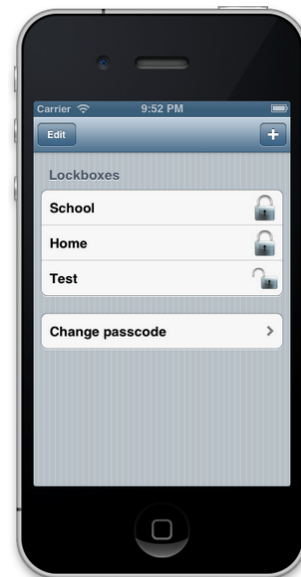 Carrier 9:52 PM
Edit +
Lockboxes
School
Home
Test
Change passcode